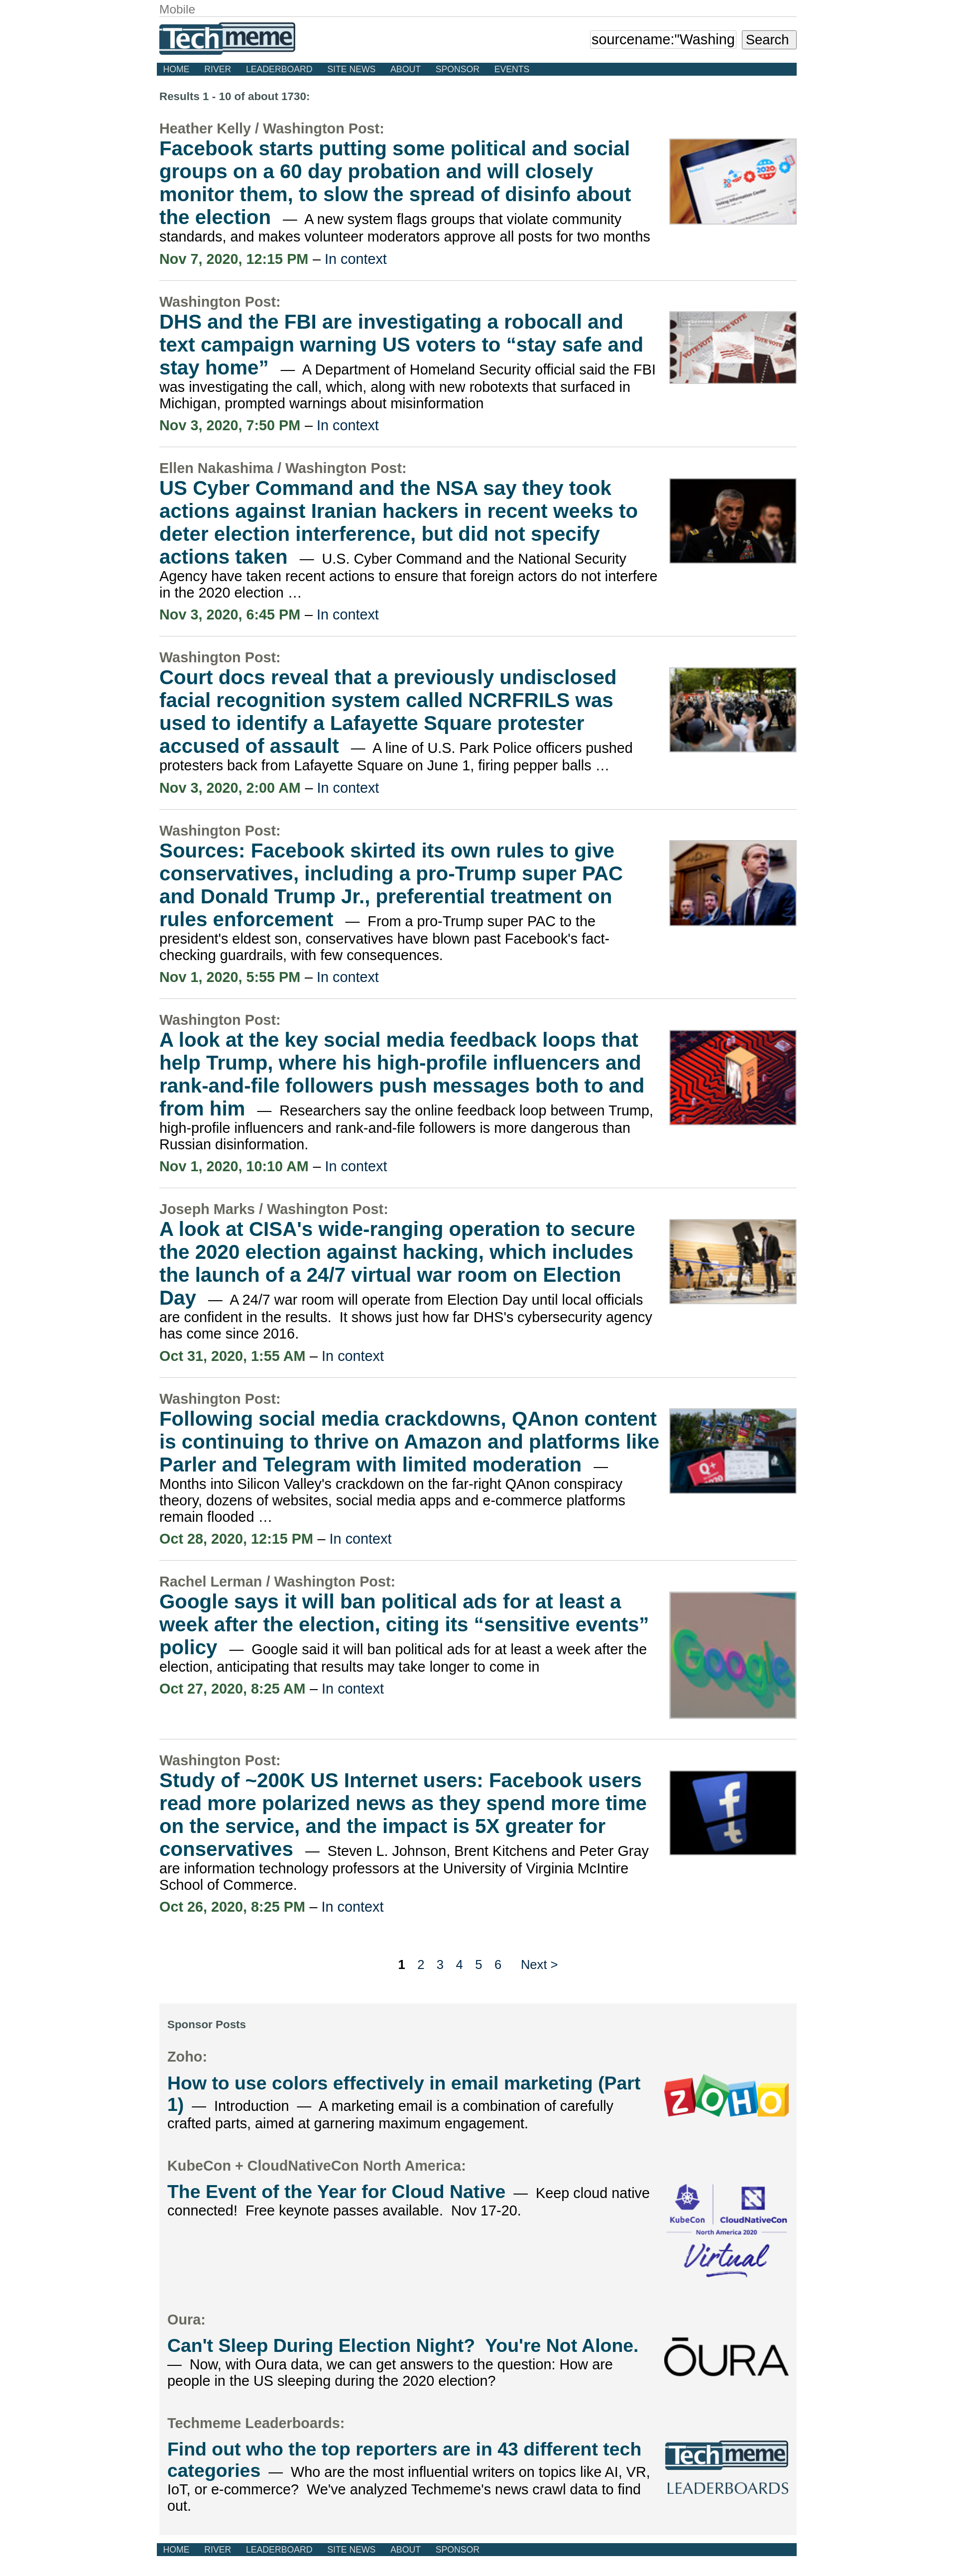 Mobile
Techmeme
sourcename:"Washing
Search
HOME RIVER LEADERBOARD SITE NEWS ABOUT SPONSOR EVENTS
Results 1 - 10 of about 1730:
Heather Kelly / Washington Post:
Facebook starts putting some political and social
groups on a 60 day probation and will closely
monitor them, to slow the spread of disinfo about
the election — A new system flags groups that violate community
standards, and makes volunteer moderators approve all posts for two months
Nov 7, 2020, 12:15 PM – In context
Washington Post:
DHS and the FBI are investigating a robocall and
text campaign warning US voters to “stay safe and
stay home” — A Department of Homeland Security official said the FBI
was investigating the call, which, along with new robotexts that surfaced in
Michigan, prompted warnings about misinformation
Nov 3, 2020, 7:50 PM – In context
Ellen Nakashima / Washington Post:
US Cyber Command and the NSA say they took
actions against Iranian hackers in recent weeks to
deter election interference, but did not specify
actions taken — U.S. Cyber Command and the National Security
Agency have taken recent actions to ensure that foreign actors do not interfere
in the 2020 election …
Nov 3, 2020, 6:45 PM – In context
Washington Post:
Court docs reveal that a previously undisclosed
facial recognition system called NCRFRILS was
used to identify a Lafayette Square protester
accused of assault — A line of U.S. Park Police officers pushed
protesters back from Lafayette Square on June 1, firing pepper balls …
Nov 3, 2020, 2:00 AM – In context
Washington Post:
Sources: Facebook skirted its own rules to give
conservatives, including a pro-Trump super PAC
and Donald Trump Jr., preferential treatment on
rules enforcement — From a pro-Trump super PAC to the
president's eldest son, conservatives have blown past Facebook's fact-
checking guardrails, with few consequences.
Nov 1, 2020, 5:55 PM – In context
Washington Post:
A look at the key social media feedback loops that
help Trump, where his high-profile influencers and
rank-and-file followers push messages both to and
from him — Researchers say the online feedback loop between Trump,
high-profile influencers and rank-and-file followers is more dangerous than
Russian disinformation.
Nov 1, 2020, 10:10 AM – In context
Joseph Marks / Washington Post:
A look at CISA's wide-ranging operation to secure
the 2020 election against hacking, which includes
the launch of a 24/7 virtual war room on Election
Day — A 24/7 war room will operate from Election Day until local officials
are confident in the results. It shows just how far DHS's cybersecurity agency
has come since 2016.
Oct 31, 2020, 1:55 AM – In context
Washington Post:
Following social media crackdowns, QAnon content
is continuing to thrive on Amazon and platforms like
Parler and Telegram with limited moderation —
Months into Silicon Valley's crackdown on the far-right QAnon conspiracy
theory, dozens of websites, social media apps and e-commerce platforms
remain flooded …
Oct 28, 2020, 12:15 PM – In context
Rachel Lerman / Washington Post:
Google says it will ban political ads for at least a
week after the election, citing its “sensitive events”
policy — Google said it will ban political ads for at least a week after the
election, anticipating that results may take longer to come in
Oct 27, 2020, 8:25 AM – In context
Google
Washington Post:
Study of ~200K US Internet users: Facebook users
read more polarized news as they spend more time
on the service, and the impact is 5X greater for
conservatives — Steven L. Johnson, Brent Kitchens and Peter Gray
are information technology professors at the University of Virginia McIntire
School of Commerce.
Oct 26, 2020, 8:25 PM – In context
1 2 3 4 5 6 Next >
Sponsor Posts
Zoho:
How to use colors effectively in email marketing (Part
1) — Introduction — A marketing email is a combination of carefully
crafted parts, aimed at garnering maximum engagement.
ZOHO
KubeCon + CloudNativeCon North America:
The Event of the Year for Cloud Native — Keep cloud native
connected! Free keynote passes available. Nov 17-20.
KubeCon CloudNativeCon
North America 2020
Virtual
Oura:
Can't Sleep During Election Night? You're Not Alone.
— Now, with Oura data, we can get answers to the question: How are
people in the US sleeping during the 2020 election?
ŌURA
Techmeme Leaderboards:
Find out who the top reporters are in 43 different tech
categories — Who are the most influential writers on topics like AI, VR,
IoT, or e-commerce? We've analyzed Techmeme's news crawl data to find
out.
Techmeme
LEADERBOARDS
HOME RIVER LEADERBOARD SITE NEWS ABOUT SPONSOR